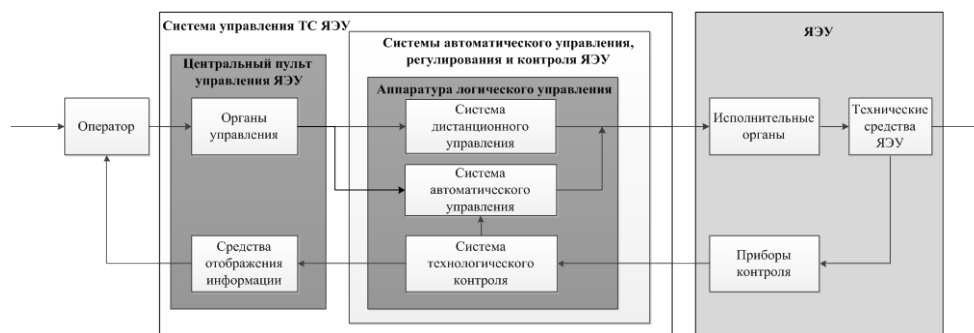 Система управления ТС ЯЭУ
ЯЭУ
Системы автоматического управления,
регулирования и контроля ЯЭУ
Центральный пульт
управления ЯЭУ
Аппаратура логического управления
Оператор
Органы
управления
Система
дистанционного
управления
Исполнительные
органы
Технические
средства
ЯЭУ
Система
автоматического
управления
Средства
отображения
информации
Система
технологического
контроля
Приборы
контроля